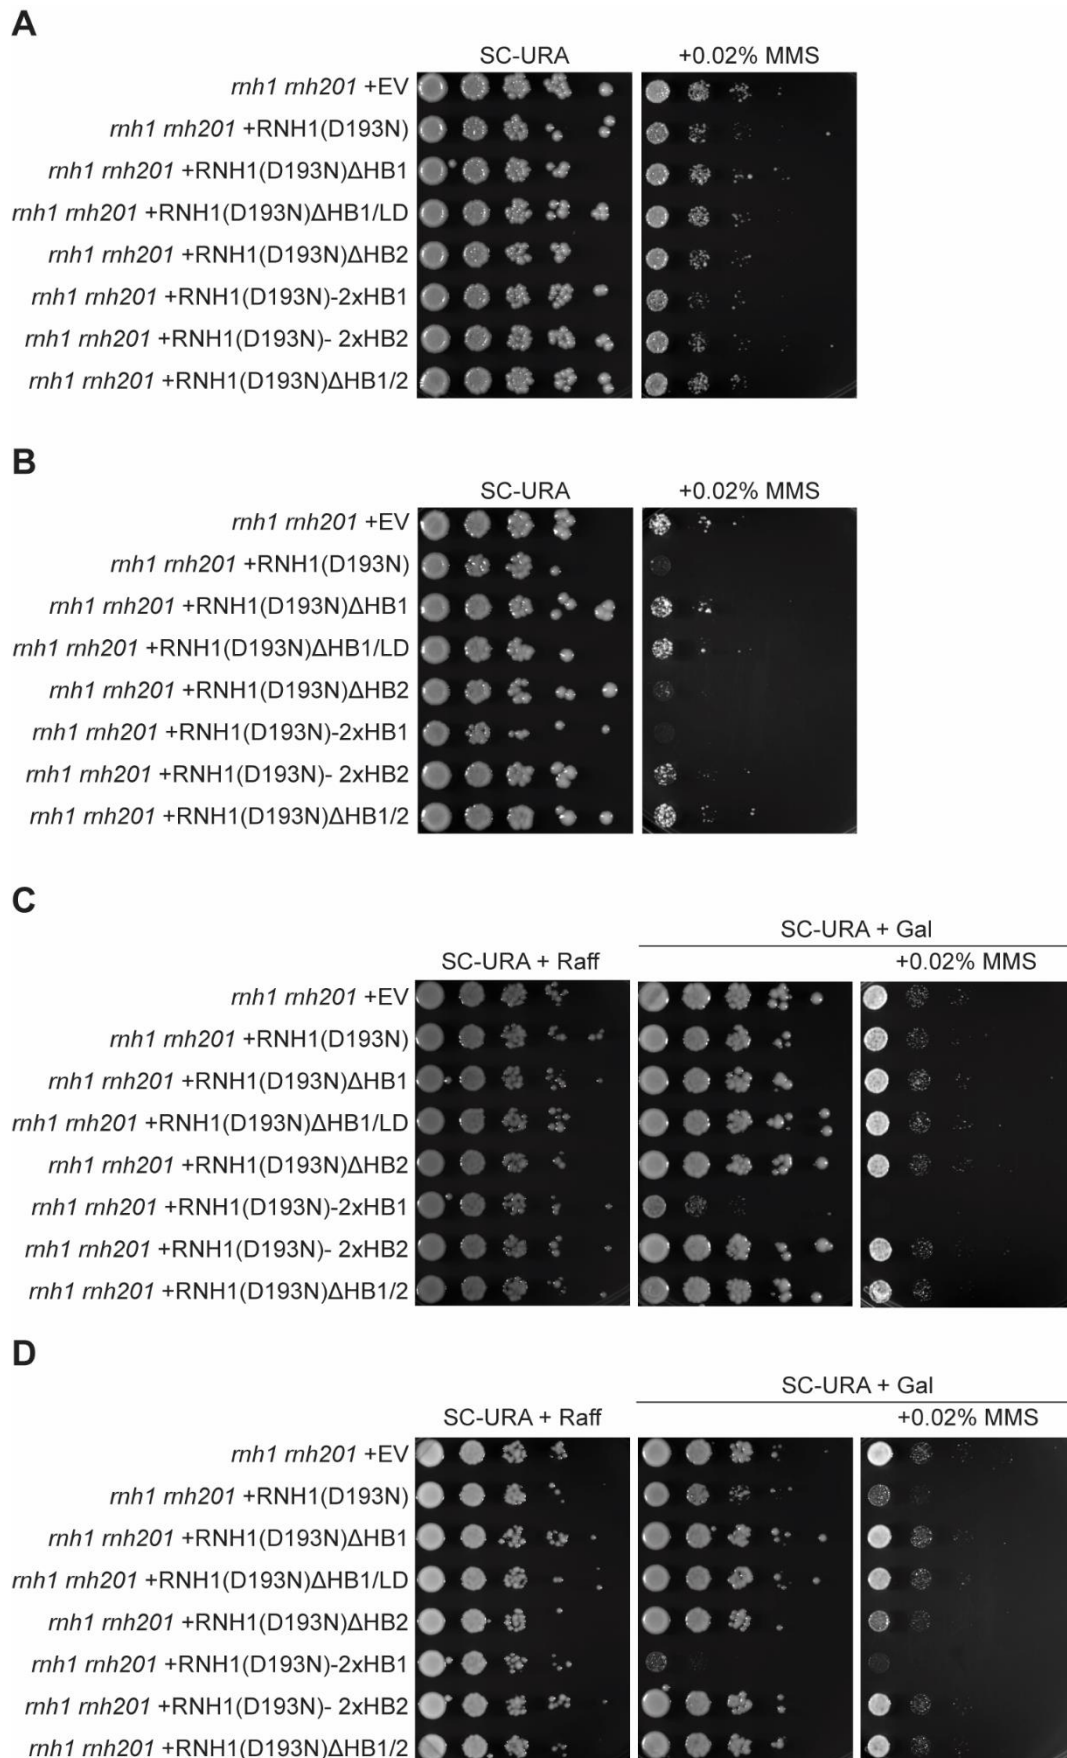 A
SC-URA +0.02% MMS
rnh1 rnh201 +EV
rnh1 rnh201 +RNH1(D193N)
rnh1 rnh201 +RNH1(D193N)ΔHB1
rnh1 rnh201 +RNH1(D193N)ΔHB1/LD
rnh1 rnh201 +RNH1(D193N)ΔHB2
rnh1 rnh201 +RNH1(D193N)-2xHB1
rnh1 rnh201 +RNH1(D193N)- 2xHB2
rnh1 rnh201 +RNH1(D193N)ΔHB1/2
B
SC-URA +0.02% MMS
rnh1 rnh201 +EV
rnh1 rnh201 +RNH1(D193N)
rnh1 rnh201 +RNH1(D193N)ΔHB1
rnh1 rnh201 +RNH1(D193N)ΔHB1/LD
rnh1 rnh201 +RNH1(D193N)ΔHB2
rnh1 rnh201 +RNH1(D193N)-2xHB1
rnh1 rnh201 +RNH1(D193N)- 2xHB2
rnh1 rnh201 +RNH1(D193N)ΔHB1/2
C
SC-URA + Gal
SC-URA + Raff +0.02% MMS
rnh1 rnh201 +EV
rnh1 rnh201 +RNH1(D193N)
rnh1 rnh201 +RNH1(D193N)ΔHB1
rnh1 rnh201 +RNH1(D193N)ΔHB1/LD
rnh1 rnh201 +RNH1(D193N)ΔHB2
rnh1 rnh201 +RNH1(D193N)-2xHB1
rnh1 rnh201 +RNH1(D193N)- 2xHB2
rnh1 rnh201 +RNH1(D193N)ΔHB1/2
D
SC-URA + Gal
SC-URA + Raff +0.02% MMS
rnh1 rnh201 +EV
rnh1 rnh201 +RNH1(D193N)
rnh1 rnh201 +RNH1(D193N)ΔHB1
rnh1 rnh201 +RNH1(D193N)ΔHB1/LD
rnh1 rnh201 +RNH1(D193N)ΔHB2
rnh1 rnh201 +RNH1(D193N)-2xHB1
rnh1 rnh201 +RNH1(D193N)- 2xHB2
rnh1 rnh201 +RNH1(D193N)ΔHB1/2